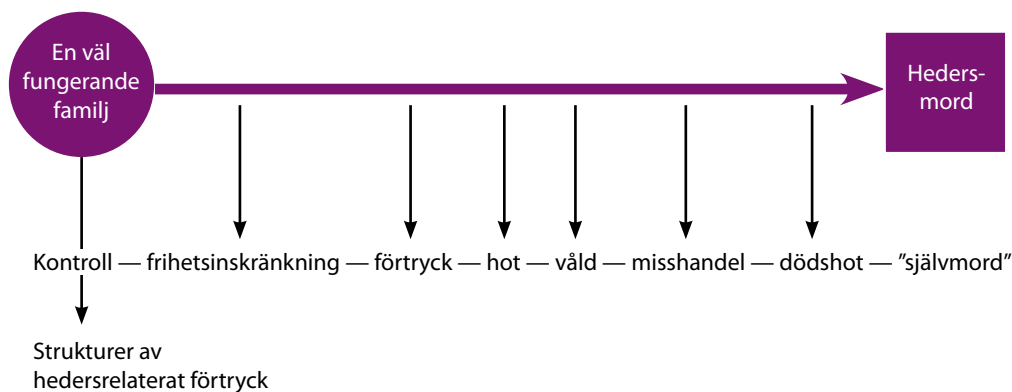 En väl
fungerande
familj
Heders-
mord
Kontroll — frihetsinskränkning — förtryck — hot — våld — misshandel — dödshot — ”självmord”
Strukturer av
hedersrelaterat förtryck